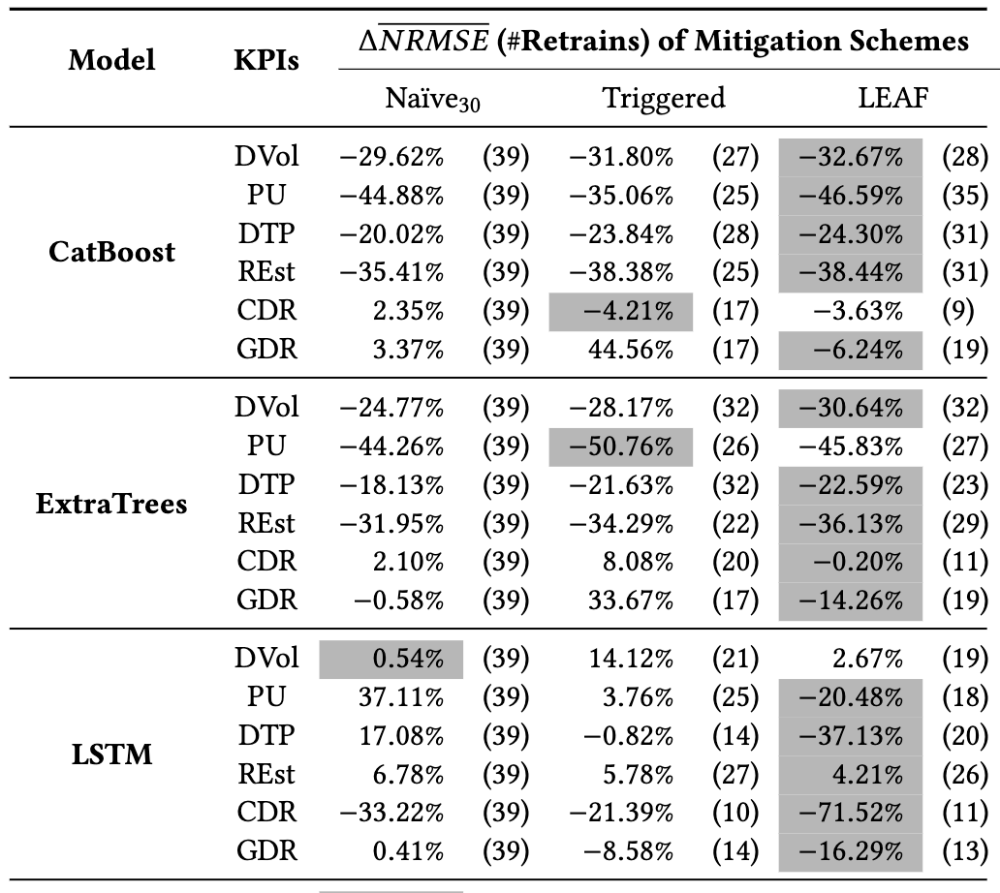 Model KPIs ΔNRMSE (#Retrains) of Mitigation Schemes
Naïve30 Triggered LEAF
CatBoost
DVol −29.62% (39) −31.80% (27) −32.67% (28)
PU −44.88% (39) −35.06% (25) −46.59% (35)
DTP −20.02% (39) −23.84% (28) −24.30% (31)
REst −35.41% (39) −38.38% (25) −38.44% (31)
CDR 2.35% (39) −4.21% (17) −3.63% (9)
GDR 3.37% (39) 44.56% (17) −6.24% (19)
ExtraTrees
DVol −24.77% (39) −28.17% (32) −30.64% (32)
PU −44.26% (39) −50.76% (26) −45.83% (27)
DTP −18.13% (39) −21.63% (32) −22.59% (23)
REst −31.95% (39) −34.29% (22) −36.13% (29)
CDR 2.10% (39) 8.08% (20) −0.20% (11)
GDR −0.58% (39) 33.67% (17) −14.26% (19)
LSTM
DVol 0.54% (39) 14.12% (21) 2.67% (19)
PU 37.11% (39) 3.76% (25) −20.48% (18)
DTP 17.08% (39) −0.82% (14) −37.13% (20)
REst 6.78% (39) 5.78% (27) 4.21% (26)
CDR −33.22% (39) −21.39% (10) −71.52% (11)
GDR 0.41% (39) −8.58% (14) −16.29% (13)